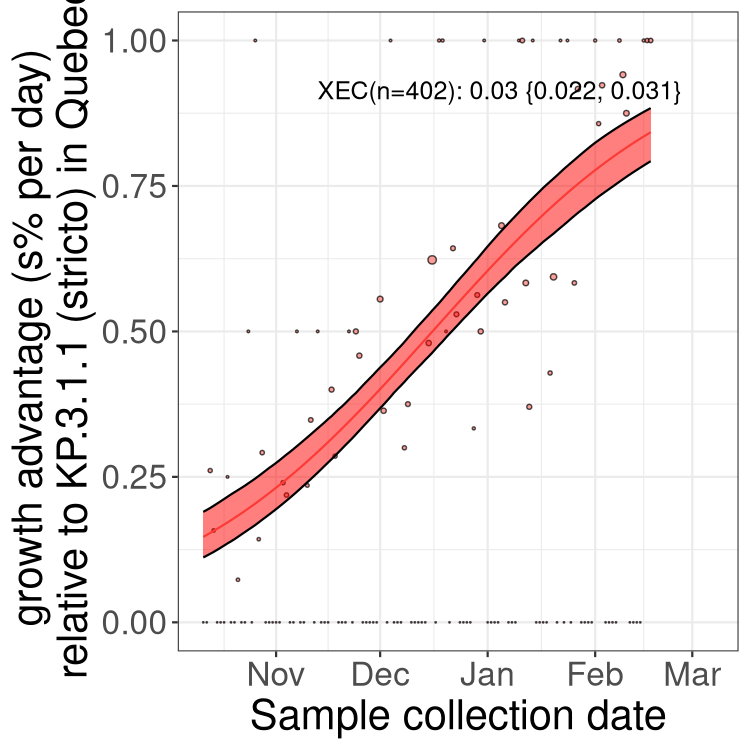 growth advantage (s% per day)
relative to KP.3.1.1 (stricto) in Quebec
1.00
0.75
0.50
0.25
0.00
XEC(n=402): 0.03 {0.022, 0.031}
Nov Dec Jan Feb Mar
Sample collection date